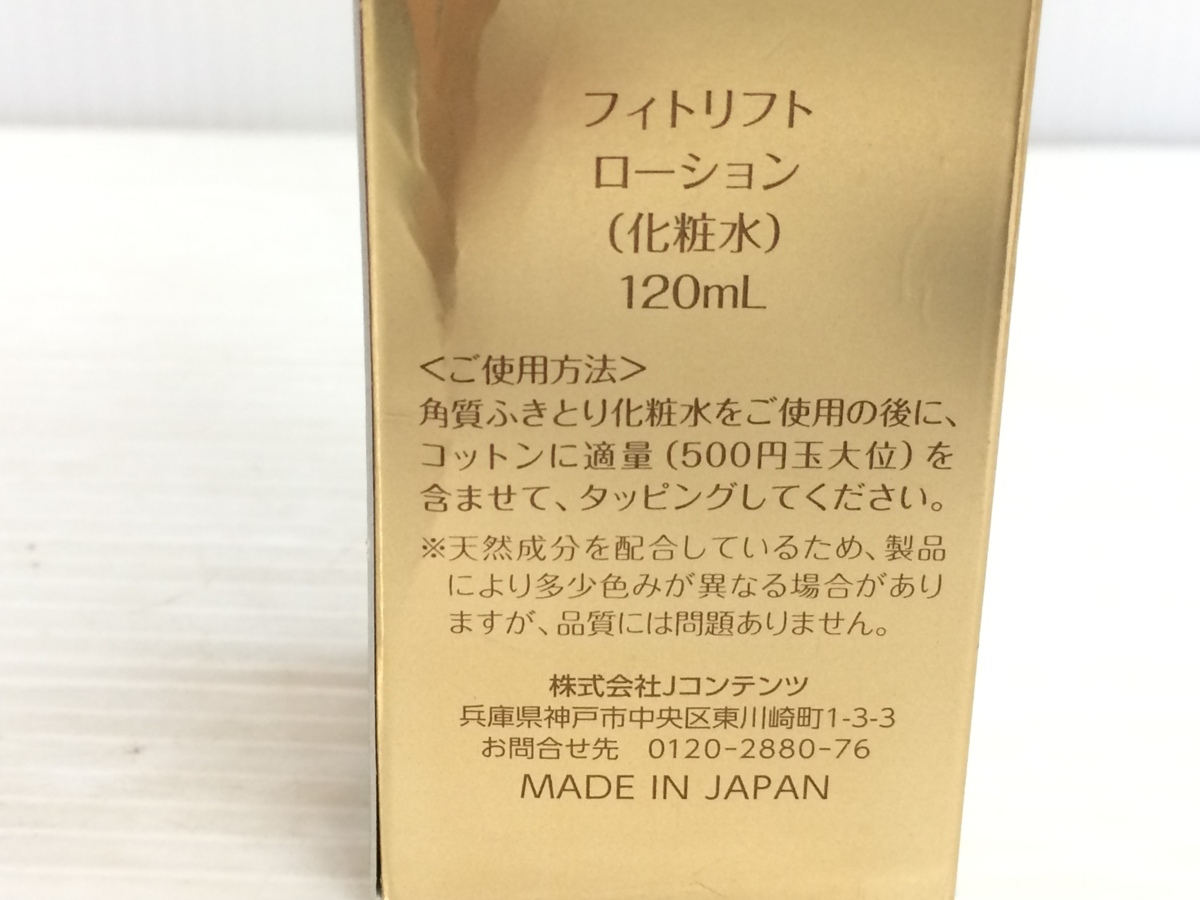 フィトリフト
ローション
（化粧水）
120mL
＜ご使用方法＞
角質ふきとり化粧水をご使用の後に、
コットンに適量（500円玉大位）を
含ませて、タッピングしてください。
※天然成分を配合しているため、製品
により多少色みが異なる場合があり
ますが、品質には問題ありません。
株式会社Jコンテンツ
兵庫県神戸市中央区東川崎町1-3-3
お問合せ先　0120-2880-76
MADE IN JAPAN